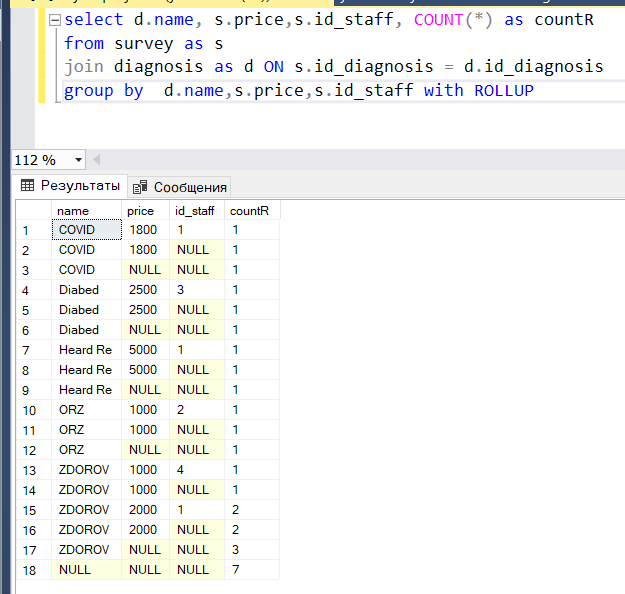 select d.name, s.price,s.id_staff, COUNT(*) as countR
from survey as s
join diagnosis as d ON s.id_diagnosis = d.id_diagnosis
group by  d.name,s.price,s.id_staff with ROLLUP
112 %
Результаты Сообщения
name price id_staff countR
1 COVID 1800 1 1
2 COVID 1800 NULL 1
3 COVID NULL NULL 1
4 Diabed 2500 3 1
5 Diabed 2500 NULL 1
6 Diabed NULL NULL 1
7 Heard Re 5000 1 1
8 Heard Re 5000 NULL 1
9 Heard Re NULL NULL 1
10 ORZ 1000 2 1
11 ORZ 1000 NULL 1
12 ORZ NULL NULL 1
13 ZDOROV 1000 4 1
14 ZDOROV 1000 NULL 1
15 ZDOROV 2000 1 2
16 ZDOROV 2000 NULL 2
17 ZDOROV NULL NULL 3
18 NULL NULL NULL 7